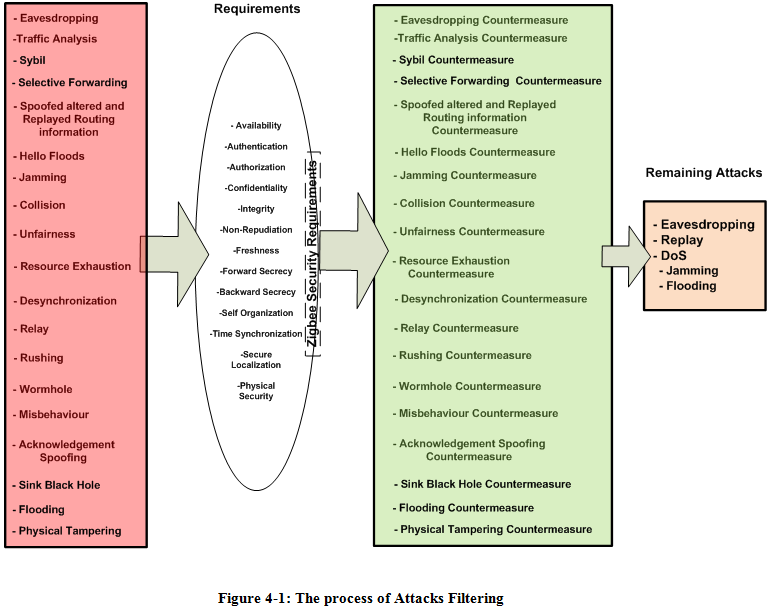 - Eavesdropping
-Traffic Analysis
- Sybil
- Selective Forwarding
- Spoofed altered and
Replayed Routing
information
- Hello Floods
- Jamming
- Collision
- Unfairness
- Resource Exhaustion
- Desynchronization
- Relay
- Rushing
- Wormhole
- Misbehaviour
- Acknowledgement
Spoofing
- Sink Black Hole
- Flooding
- Physical Tampering
Requirements
- Availability
-Authentication
-Authorization
-Confidentiality
-Integrity
-Non-Repudiation
-Freshness
-Forward Secrecy
-Backward Secrecy
-Self Organization
-Time Synchronization
-Secure
Localization
-Physical
Security
Zigbee Security Requirements
- Eavesdropping Countermeasure
-Traffic Analysis Countermeasure
- Sybil Countermeasure
- Selective Forwarding Countermeasure
- Spoofed altered and Replayed
Routing information
Countermeasure
- Hello Floods Countermeasure
- Jamming Countermeasure
- Collision Countermeasure
- Unfairness Countermeasure
- Resource Exhaustion
Countermeasure
- Desynchronization Countermeasure
- Relay Countermeasure
- Rushing Countermeasure
- Wormhole Countermeasure
- Misbehaviour Countermeasure
- Acknowledgement Spoofing
Countermeasure
- Sink Black Hole Countermeasure
- Flooding Countermeasure
- Physical Tampering Countermeasure
Remaining Attacks
- Eavesdropping
- Replay
- DoS
- Jamming
- Flooding
Figure 4-1: The process of Attacks Filtering